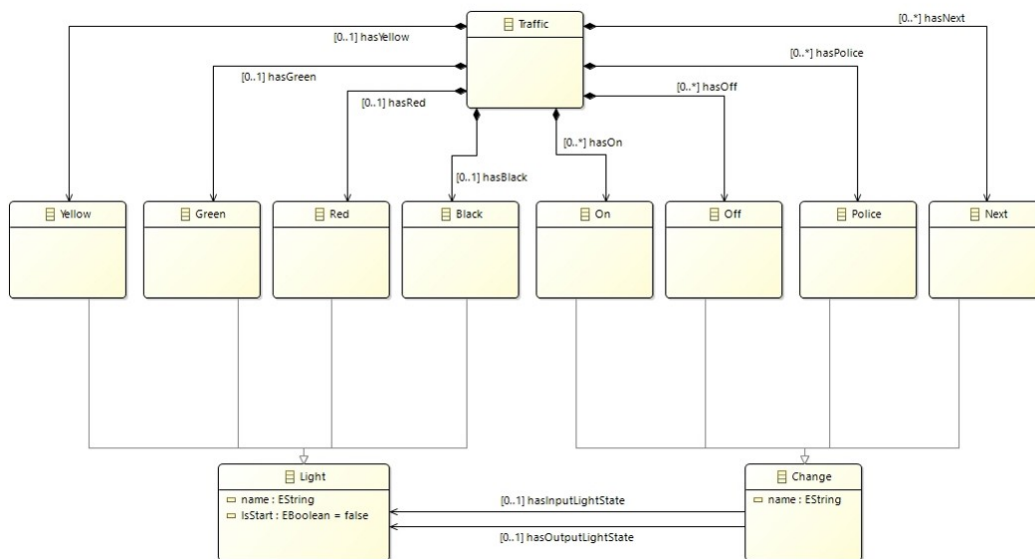 Traffic
[0..1] hasYellow
[0..*] hasNext
[0..*] hasPolice
[0..1] hasGreen
[0..*] hasOff
[0..1] hasRed
[0..*] hasOn
[0..1] hasBlack
Yellow
Green
Red
Black
On
Off
Police
Next
Light
name : EString
IsStart : EBoolean = false
Change
name : EString
[0..1] hasInputLightState
[0..1] hasOutputLightState